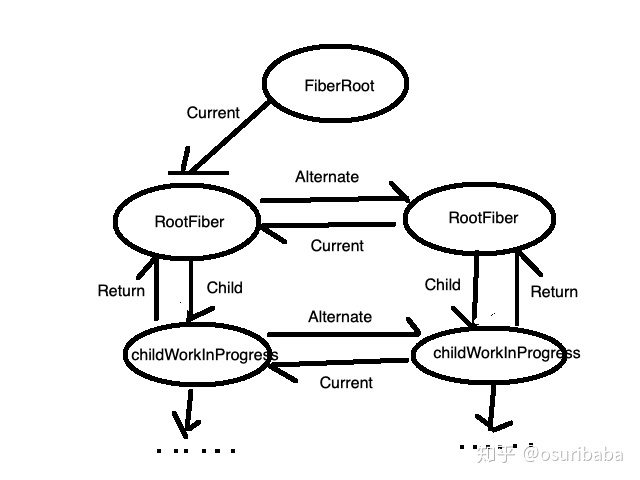 FiberRoot
Current
Alternate
RootFiber
RootFiber
Current
Return
Child
Child
Return
Alternate
childWorkInProgress
childWorkInProgress
Current
......
......
知乎 @osuribaba